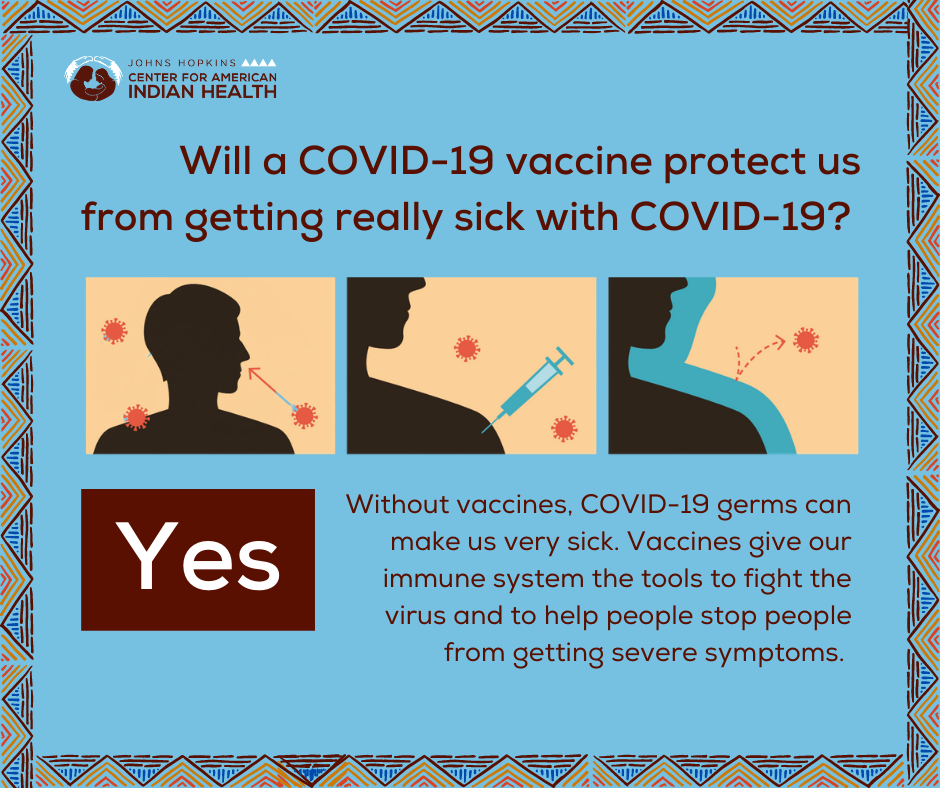 JOHNS HOPKINS
CENTER FOR AMERICAN
INDIAN HEALTH
Will a COVID-19 vaccine protect us
from getting really sick with COVID-19?
Yes
Without vaccines, COVID-19 germs can
make us very sick. Vaccines give our
immune system the tools to fight the
virus and to help people stop people
from getting severe symptoms.